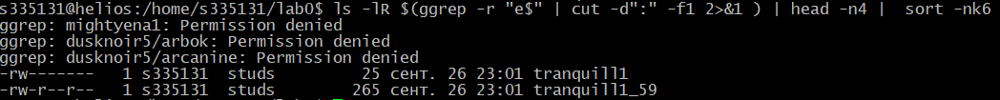 s335131@helios:/home/s335131/lab0$ ls -lR $(ggrep -r "e$" | cut -d":" -f1 2>&1 ) | head -n4 |  sort -nk6
ggrep: mightyena1: Permission denied
ggrep: dusknoir5/arbok: Permission denied
ggrep: dusknoir5/arcanine: Permission denied
-rw-------   1 s335131  studs         25 сент. 26 23:01 tranquill1
-rw-r--r--   1 s335131  studs        265 сент. 26 23:01 tranquill1_59